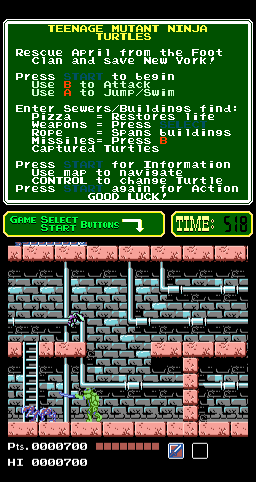 TEENAGE MUTANT NINJA
TURTLES
Rescue April from the Foot
Clan and save New York!
Press START to begin
Use B to Attack
Use A to Jump/Swim
Enter Sewers/Buildings find:
Pizza = Restores life
Weapons = Press SELECT
Rope = Spans buildings
Missiles= Press B
Captured Turtles
Press START for Information
Use map to navigate
CONTROL to change Turtle
Press START again for Action
GOOD LUCK!
GAME SELECT
START BUTTONS
TIME: 518
Pts. 0000700
HI 0000700